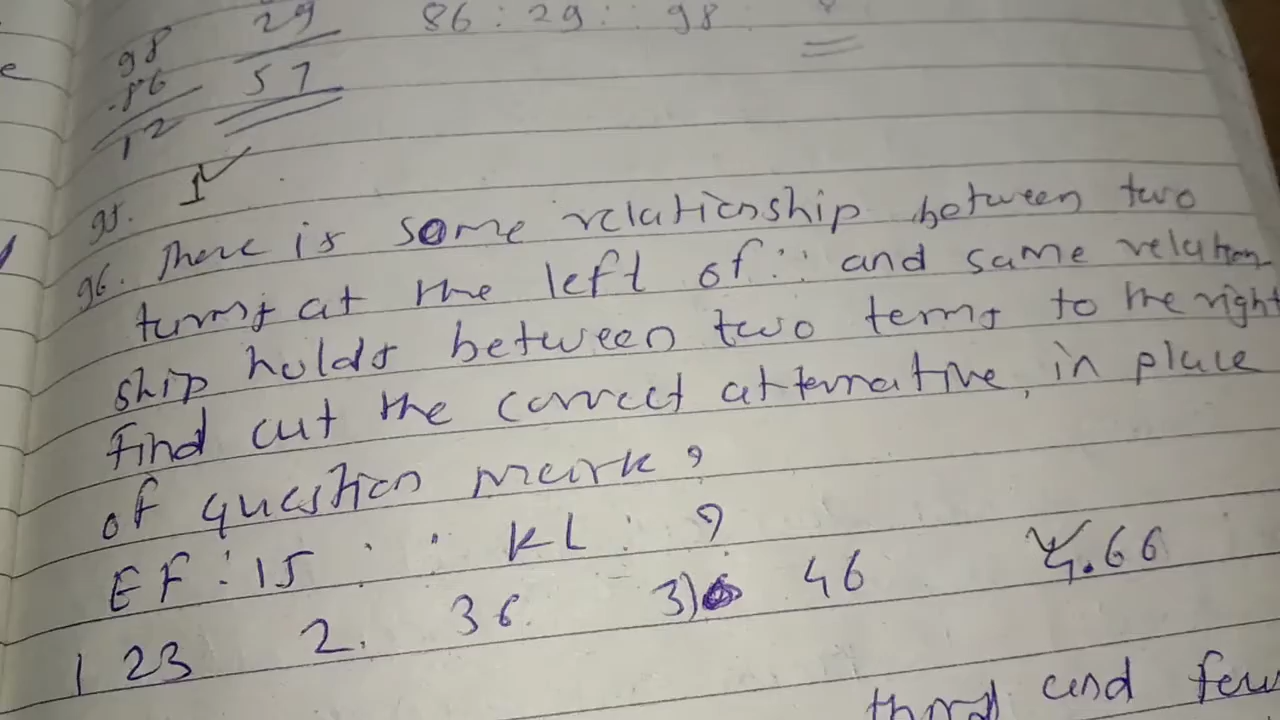 29 86 : 29 :: 98
98
-86 57
12
95. 1
96. There is some relationship between two
turms at the left of :: and same relation
ship holds between two terms to the right
Find out the correct alternative, in place
of question mark ?
EF : 15 :: KL : ?
1 23 2. 36. 3) 46 4. 66
third and few